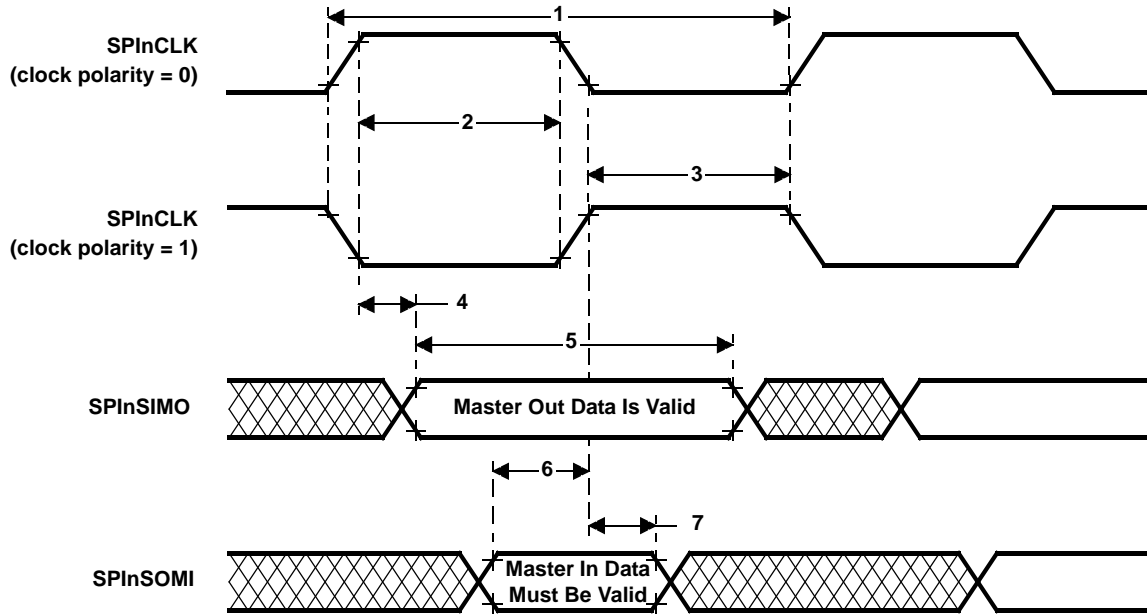 1
SPInCLK
(clock polarity = 0)
2
3
SPInCLK
(clock polarity = 1)
4
5
SPInSIMO
Master Out Data Is Valid
6
7
SPInSOMI
Master In Data
Must Be Valid